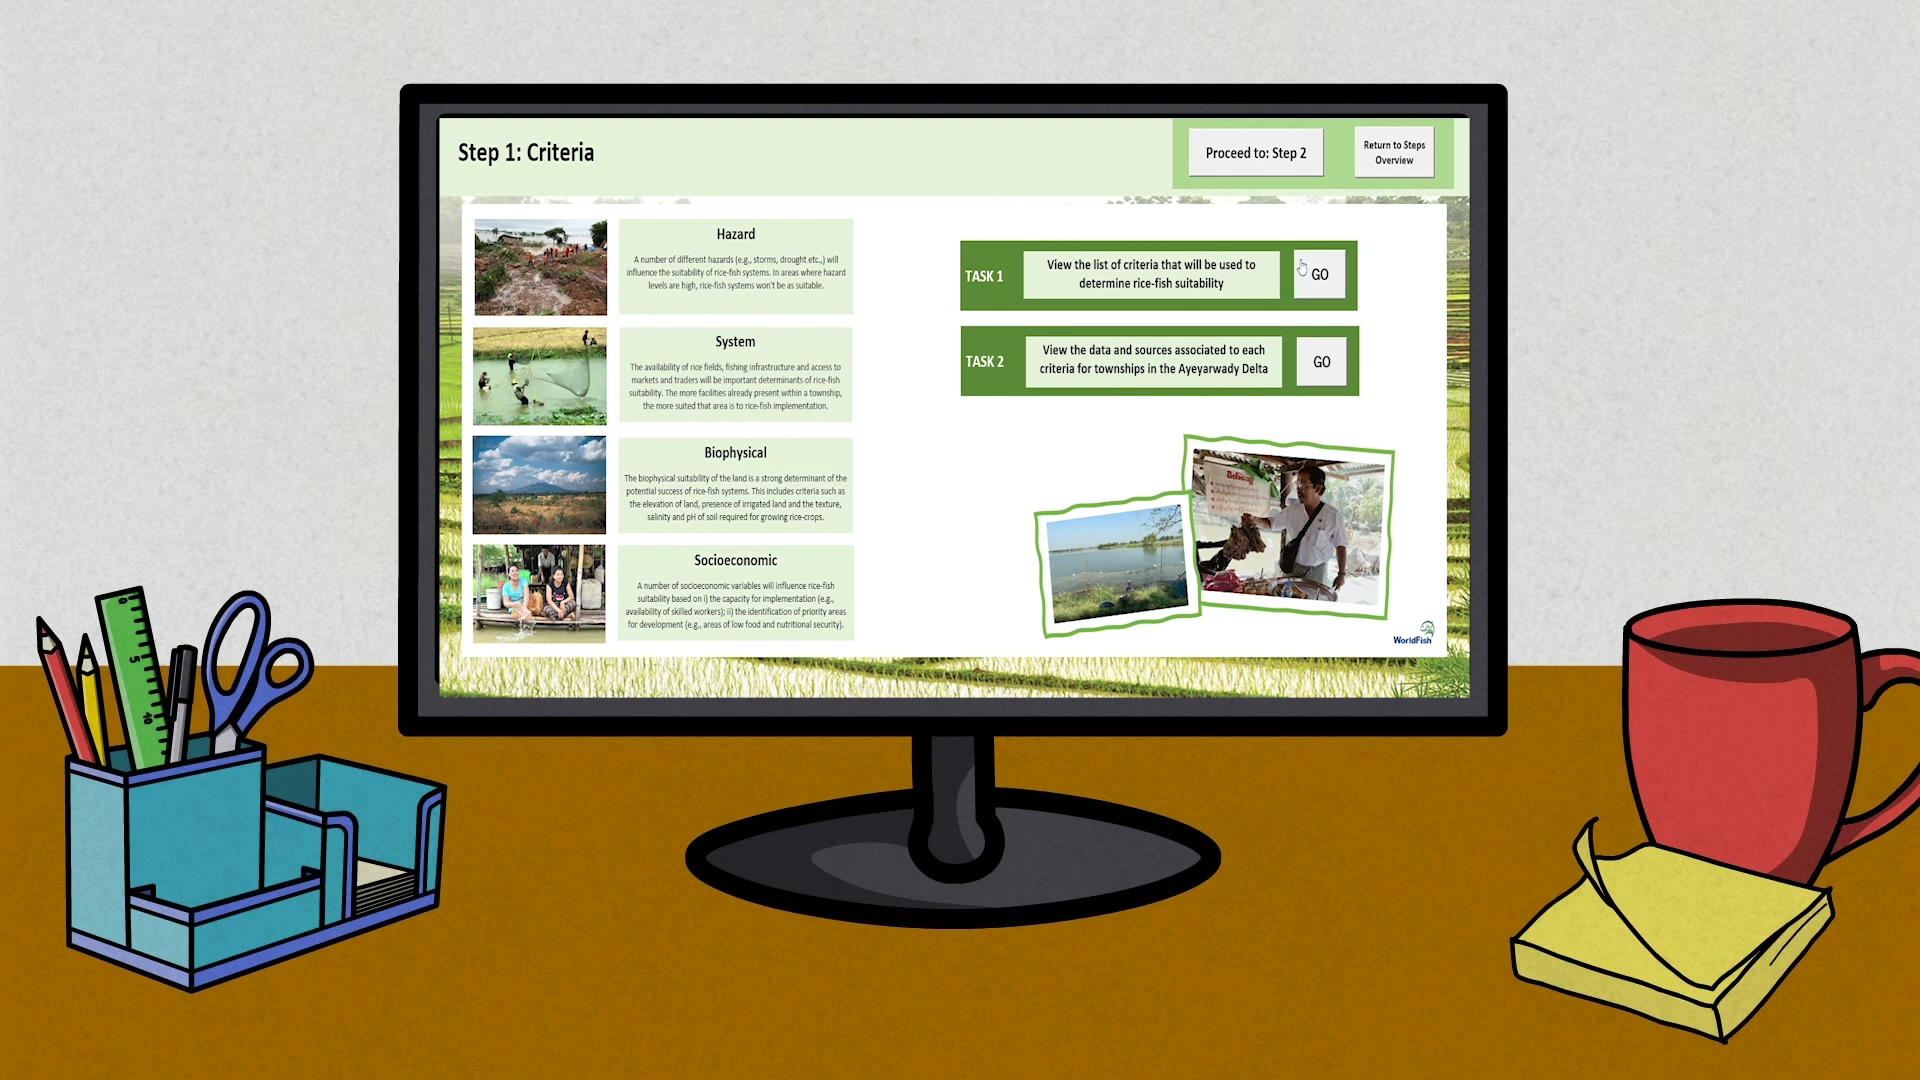 Step 1: Criteria
Proceed to: Step 2
Return to Steps
Overview
Hazard
A number of different hazards (e.g., storms, drought etc.,) will
influence the suitability of rice-fish systems. In areas where hazard
levels are high, rice-fish systems won't be as suitable.
System
The availability of rice fields, fishing infrastructure and access to
markets and traders will be important determinants of rice-fish
suitability. The more facilities already present within a township,
the more suited that area is to rice-fish implementation.
Biophysical
The biophysical suitability of the land is a strong determinant of the
potential success of rice-fish systems. This includes criteria such as
the elevation of land, presence of irrigated land and the texture,
salinity and pH of soil required for growing rice-crops.
Socioeconomic
A number of socioeconomic variables will influence rice-fish
suitability based on i) the capacity for implementation (e.g.,
availability of skilled workers); ii) the identification of priority areas
for development (e.g., areas of low food and nutritional security).
TASK 1
View the list of criteria that will be used to
determine rice-fish suitability
GO
TASK 2
View the data and sources associated to each
criteria for townships in the Ayeyarwady Delta
GO
WorldFish